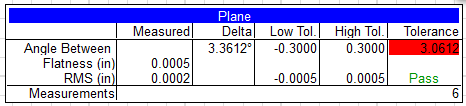 Plane
Measured Delta Low Tol. High Tol. Tolerance
Angle Between 3.3612° -0.3000 0.3000 3.0612
Flatness (in) 0.0005
RMS (in) 0.0002 -0.0005 0.0005 Pass
Measurements 6